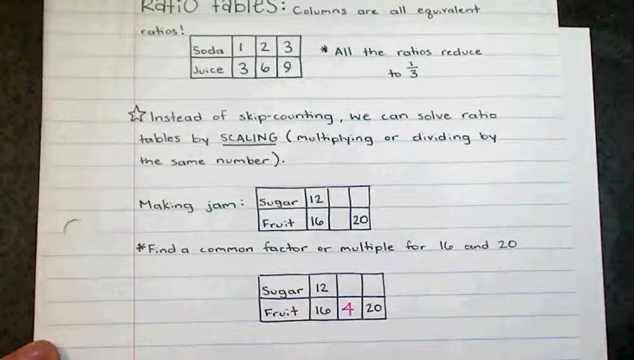 Ratio Tables: Columns are all equivalent
ratios!
Soda 1 2 3
Juice 3 6 9
* All the ratios reduce
to 1/3
☆ Instead of skip-counting, we can solve ratio
tables by SCALING (multiplying or dividing by
the same number).
Making jam:
Sugar 12
Fruit 16 20
*Find a common factor or multiple for 16 and 20
Sugar 12
Fruit 16 4 20